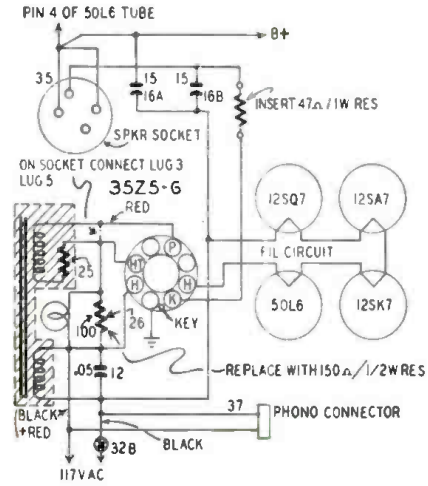 PIN 4 OF 50L6 TUBE
B+
35
15
16A
15
16B
INSERT 47Ω/1W RES
SPKR SOCKET
ON SOCKET CONNECT LUG 3
LUG 5
35Z5-G
RED
12SQ7
12SA7
P
HT
H
H
K
FIL CIRCUIT
25
50L6
12SK7
100
26
KEY
REPLACE WITH 150Ω/1/2W RES
.05
12
BLACK
+RED
37
PHONO CONNECTOR
BLACK
32B
117VAC